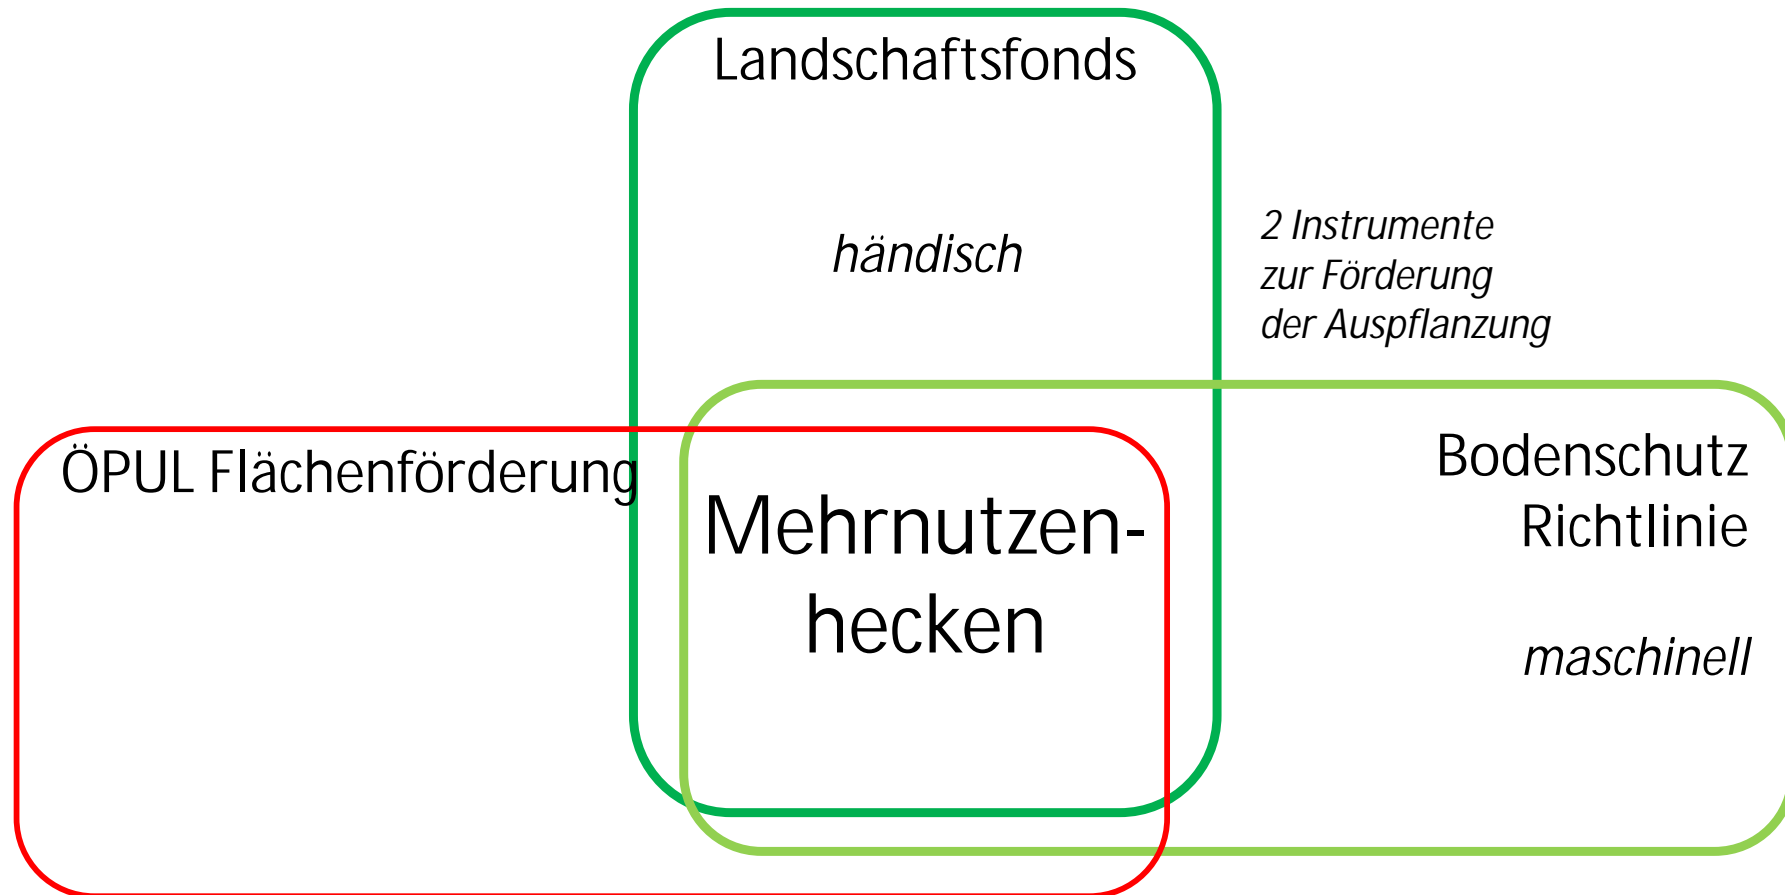 Landschaftsfonds
händisch
2 Instrumente
zur Förderung
der Auspflanzung
ÖPUL Flächenförderung
Mehrnutzen-
hecken
Bodenschutz
Richtlinie
maschinell